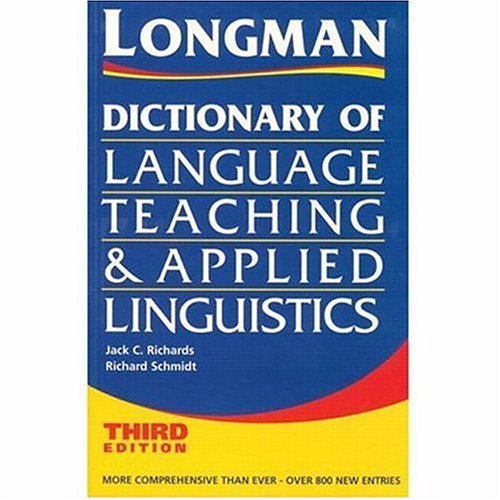 LONGMAN
DICTIONARY OF
LANGUAGE
TEACHING
& APPLIED
LINGUISTICS
Jack C. Richards
Richard Schmidt
THIRD
EDITION
MORE COMPREHENSIVE THAN EVER - OVER 800 NEW ENTRIES